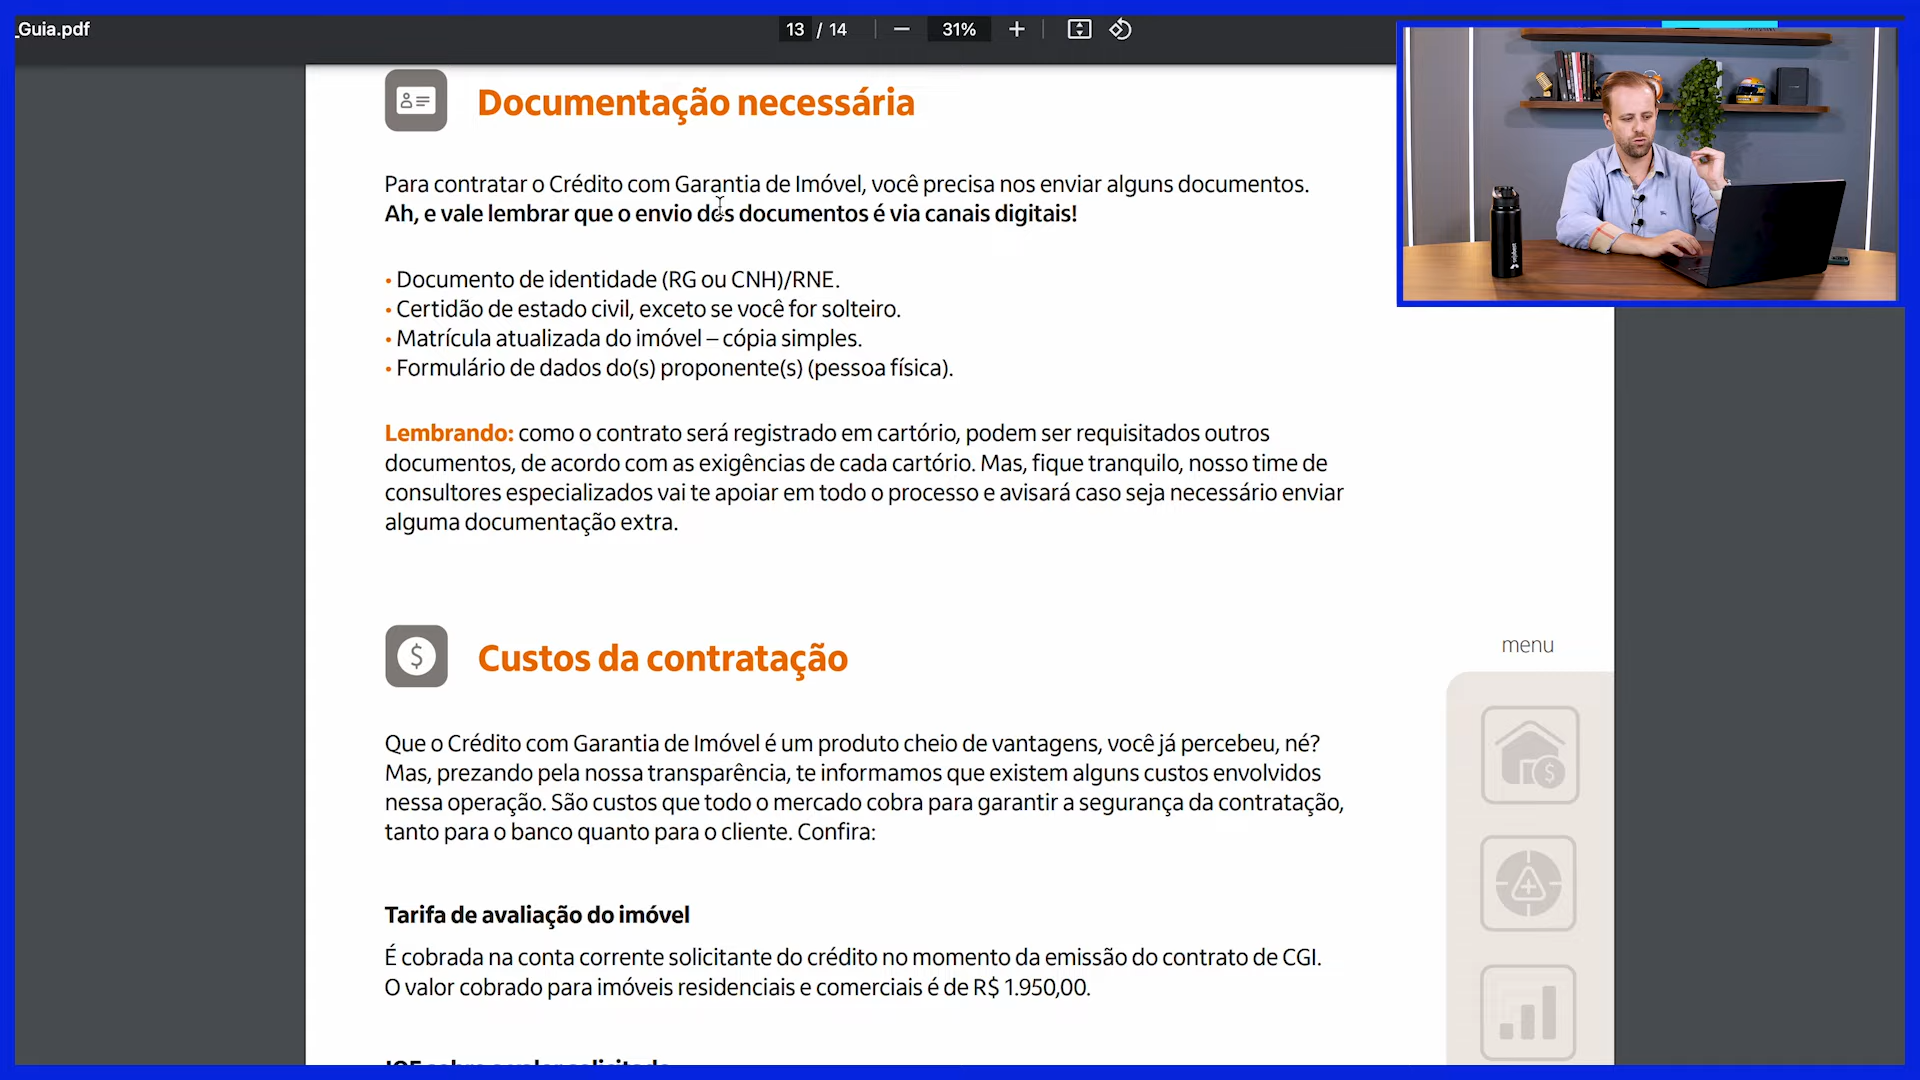 _Guia.pdf
13 / 14
31%
Documentação necessária
Para contratar o Crédito com Garantia de Imóvel, você precisa nos enviar alguns documentos.
Ah, e vale lembrar que o envio dos documentos é via canais digitais!
• Documento de identidade (RG ou CNH)/RNE.
• Certidão de estado civil, exceto se você for solteiro.
• Matrícula atualizada do imóvel – cópia simples.
• Formulário de dados do(s) proponente(s) (pessoa física).
Lembrando: como o contrato será registrado em cartório, podem ser requisitados outros
documentos, de acordo com as exigências de cada cartório. Mas, fique tranquilo, nosso time de
consultores especializados vai te apoiar em todo o processo e avisará caso seja necessário enviar
alguma documentação extra.
$
Custos da contratação
menu
Que o Crédito com Garantia de Imóvel é um produto cheio de vantagens, você já percebeu, né?
Mas, prezando pela nossa transparência, te informamos que existem alguns custos envolvidos
nessa operação. São custos que todo o mercado cobra para garantir a segurança da contratação,
tanto para o banco quanto para o cliente. Confira:
$
Tarifa de avaliação do imóvel
É cobrada na conta corrente solicitante do crédito no momento da emissão do contrato de CGI.
O valor cobrado para imóveis residenciais e comerciais é de R$ 1.950,00.